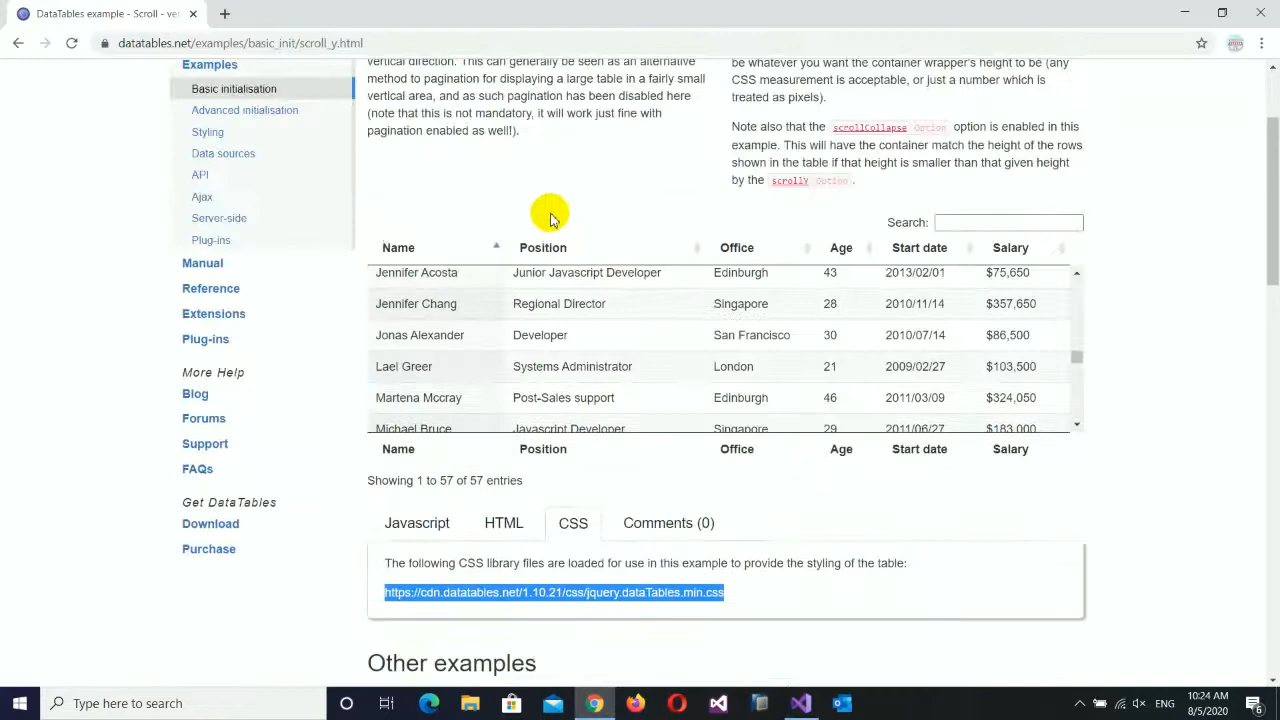 DataTables example - Scroll - ver
datatables.net/examples/basic_init/scroll_y.html
Examples
Basic initialisation
Advanced initialisation
Styling
Data sources
API
Ajax
Server-side
Plug-ins
Manual
Reference
Extensions
Plug-ins
More Help
Blog
Forums
Support
FAQs
Get DataTables
Download
Purchase
vertical direction. This can generally be seen as an alternative
method to pagination for displaying a large table in a fairly small
vertical area, and as such pagination has been disabled here
(note that this is not mandatory, it will work just fine with
pagination enabled as well!).
be whatever you want the container wrapper's height to be (any
CSS measurement is acceptable, or just a number which is
treated as pixels).
Note also that the scrollCollapse Option option is enabled in this
example. This will have the container match the height of the rows
shown in the table if that height is smaller than that given height
by the scrollY Option .
Search:
Name Position Office Age Start date Salary
Jennifer Acosta Junior Javascript Developer Edinburgh 43 2013/02/01 $75,650
Jennifer Chang Regional Director Singapore 28 2010/11/14 $357,650
Jonas Alexander Developer San Francisco 30 2010/07/14 $86,500
Lael Greer Systems Administrator London 21 2009/02/27 $103,500
Martena Mccray Post-Sales support Edinburgh 46 2011/03/09 $324,050
Michael Bruce Javascript Developer Singapore 29 2011/06/27 $183,000
Name Position Office Age Start date Salary
Showing 1 to 57 of 57 entries
Javascript HTML CSS Comments (0)
The following CSS library files are loaded for use in this example to provide the styling of the table:
https://cdn.datatables.net/1.10.21/css/jquery.dataTables.min.css
Other examples
Type here to search
ENG
10:24 AM
8/5/2020
6